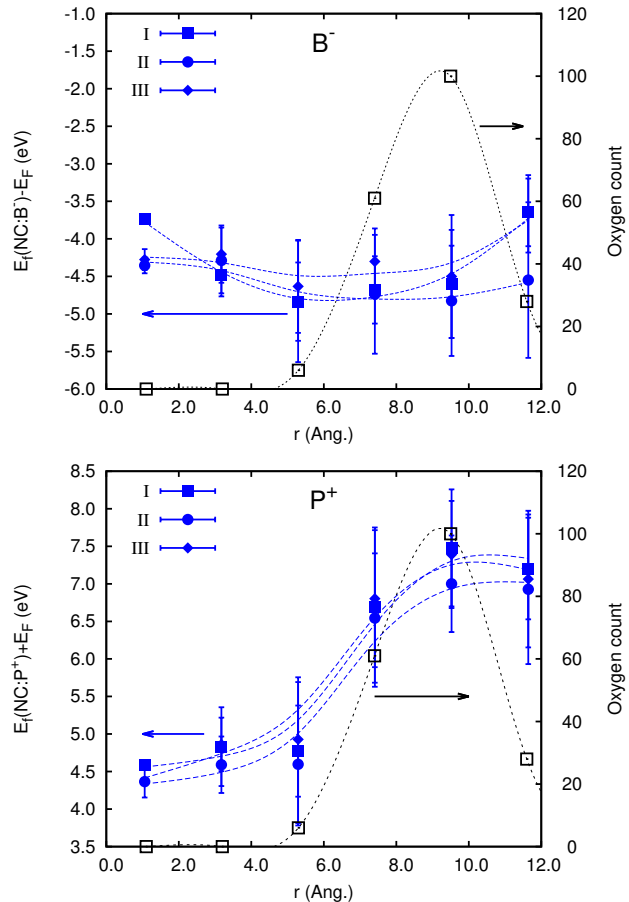 B⁻
I
II
III
-1.0
-1.5
-2.0
-2.5
-3.0
-3.5
-4.0
-4.5
-5.0
-5.5
-6.0
E_f(NC:B⁻)-E_F (eV)
120
100
80
60
40
20
0
Oxygen count
0.0 2.0 4.0 6.0 8.0 10.0 12.0
r (Ang.)
P⁺
I
II
III
8.5
8.0
7.5
7.0
6.5
6.0
5.5
5.0
4.5
4.0
3.5
E_f(NC:P⁺)+E_F (eV)
120
100
80
60
40
20
0
Oxygen count
0.0 2.0 4.0 6.0 8.0 10.0 12.0
r (Ang.)